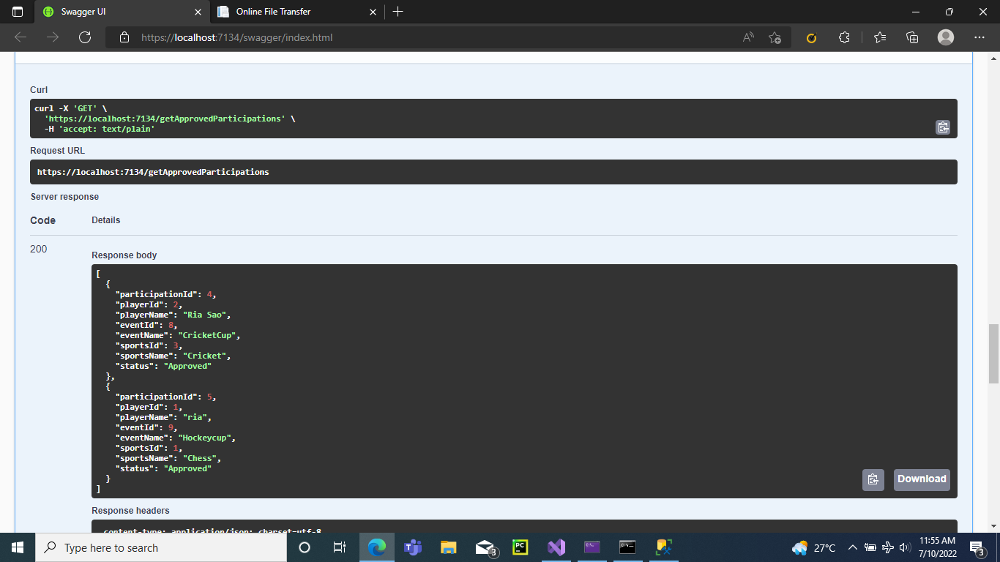 Swagger UI
Online File Transfer
https://localhost:7134/swagger/index.html
Curl
curl -X 'GET' \
  'https://localhost:7134/getApprovedParticipations' \
  -H 'accept: text/plain'
Request URL
https://localhost:7134/getApprovedParticipations
Server response
Code Details
200
Response body
[
  {
    "participationId": 4,
    "playerId": 2,
    "playerName": "Ria Sao",
    "eventId": 8,
    "eventName": "CricketCup",
    "sportsId": 3,
    "sportsName": "Cricket",
    "status": "Approved"
  },
  {
    "participationId": 5,
    "playerId": 1,
    "playerName": "ria",
    "eventId": 9,
    "eventName": "Hockeycup",
    "sportsId": 1,
    "sportsName": "Chess",
    "status": "Approved"
  }
]
Download
Response headers
content-type: application/json; charset=utf-8
Type here to search
3
PC
27°C
11:55 AM
7/10/2022
3